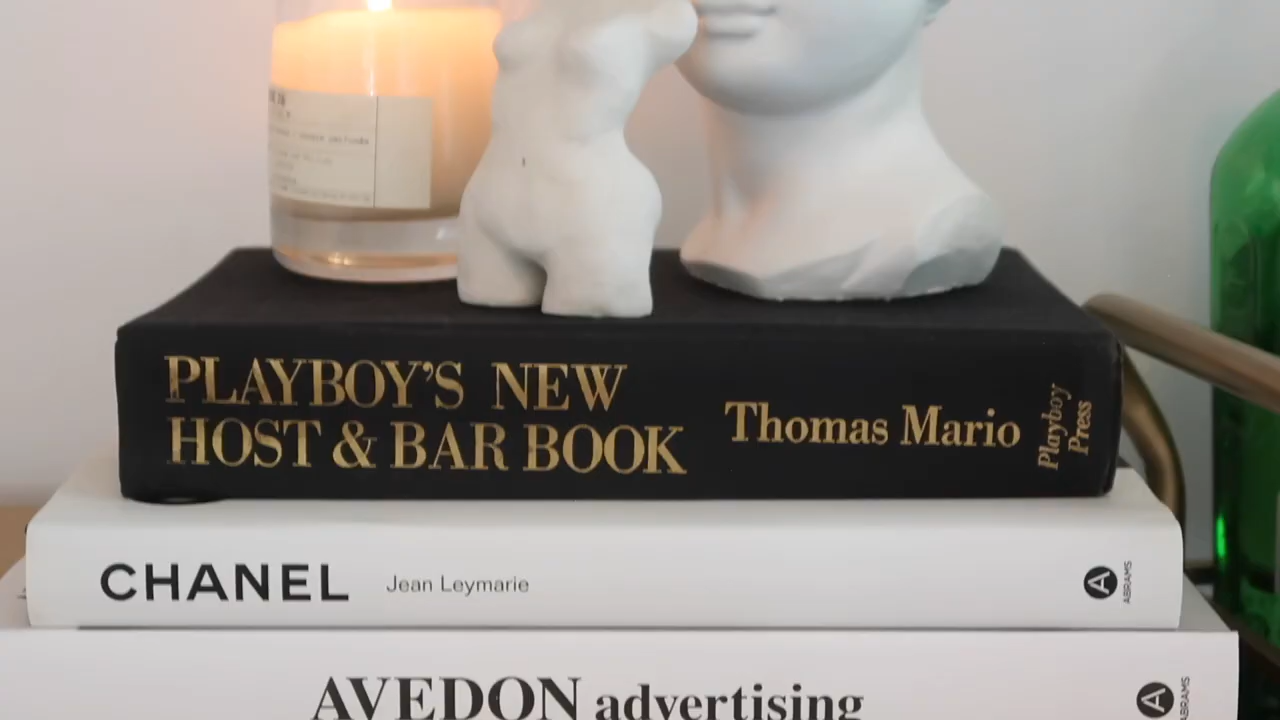 PLAYBOY'S NEW
HOST & BAR BOOK
Thomas Mario
Playboy
Press
CHANEL
Jean Leymarie
A
ABRAMS
AVEDON advertising
A
ABRAMS